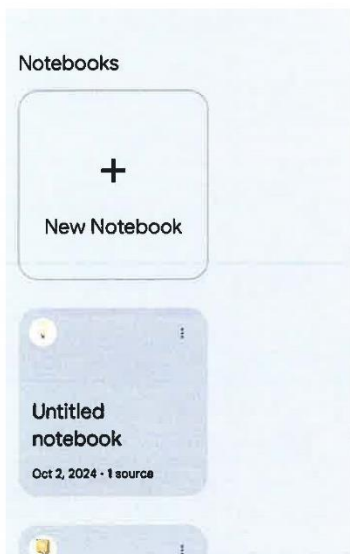 Notebooks
+
New Notebook
Untitled
notebook
Oct 2, 2024 · 1 source